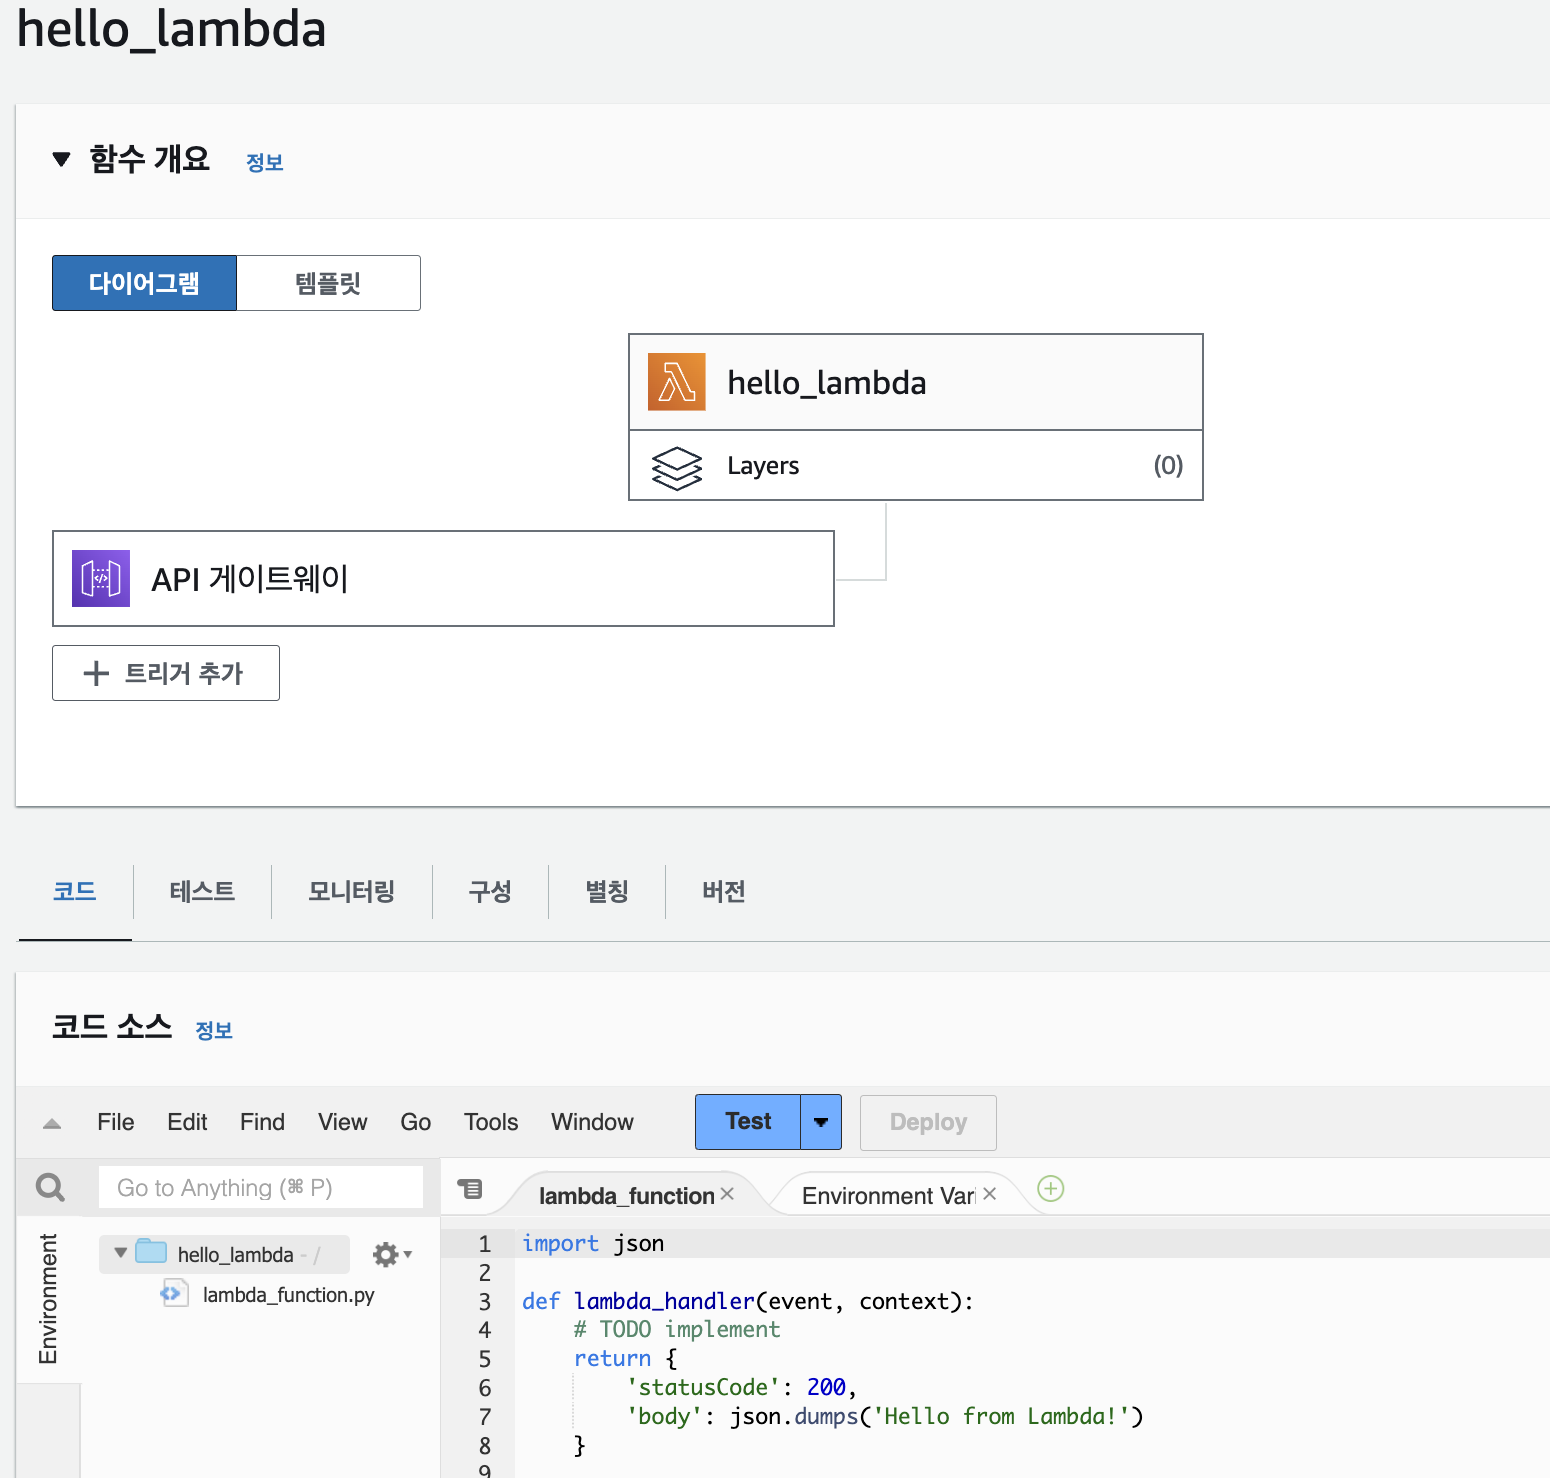 hello_lambda
함수 개요 정보
다이어그램 템플릿
hello_lambda
Layers (0)
API 게이트웨이
트리거 추가
코드 테스트 모니터링 구성 별칭 버전
코드 소스 정보
File Edit Find View Go Tools Window Test Deploy
Go to Anything (⌘ P)
lambda_function Environment Vari
Environment
hello_lambda - /
lambda_function.py
1 import json
2
3 def lambda_handler(event, context):
4     # TODO implement
5     return {
6         'statusCode': 200,
7         'body': json.dumps('Hello from Lambda!')
8     }
9